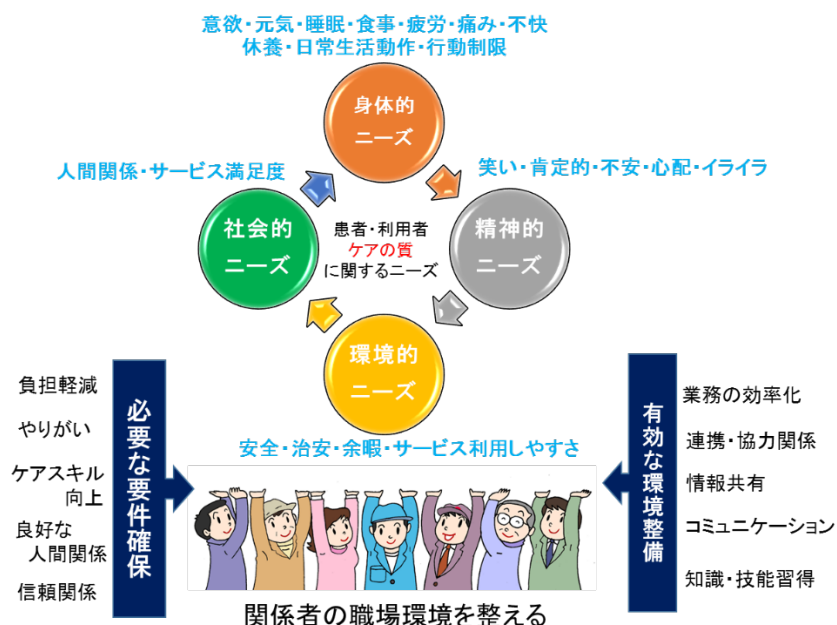 意欲・元気・睡眠・食事・疲労・痛み・不快
休養・日常生活動作・行動制限
身体的
ニーズ
人間関係・サービス満足度
笑い・肯定的・不安・心配・イライラ
社会的
ニーズ
患者・利用者
ケアの質
に関するニーズ
精神的
ニーズ
環境的
ニーズ
安全・治安・余暇・サービス利用しやすさ
負担軽減
やりがい
ケアスキル
向上
良好な
人間関係
信頼関係
必要な要件確保
有効な環境整備
業務の効率化
連携・協力関係
情報共有
コミュニケーション
知識・技能習得
関係者の職場環境を整える